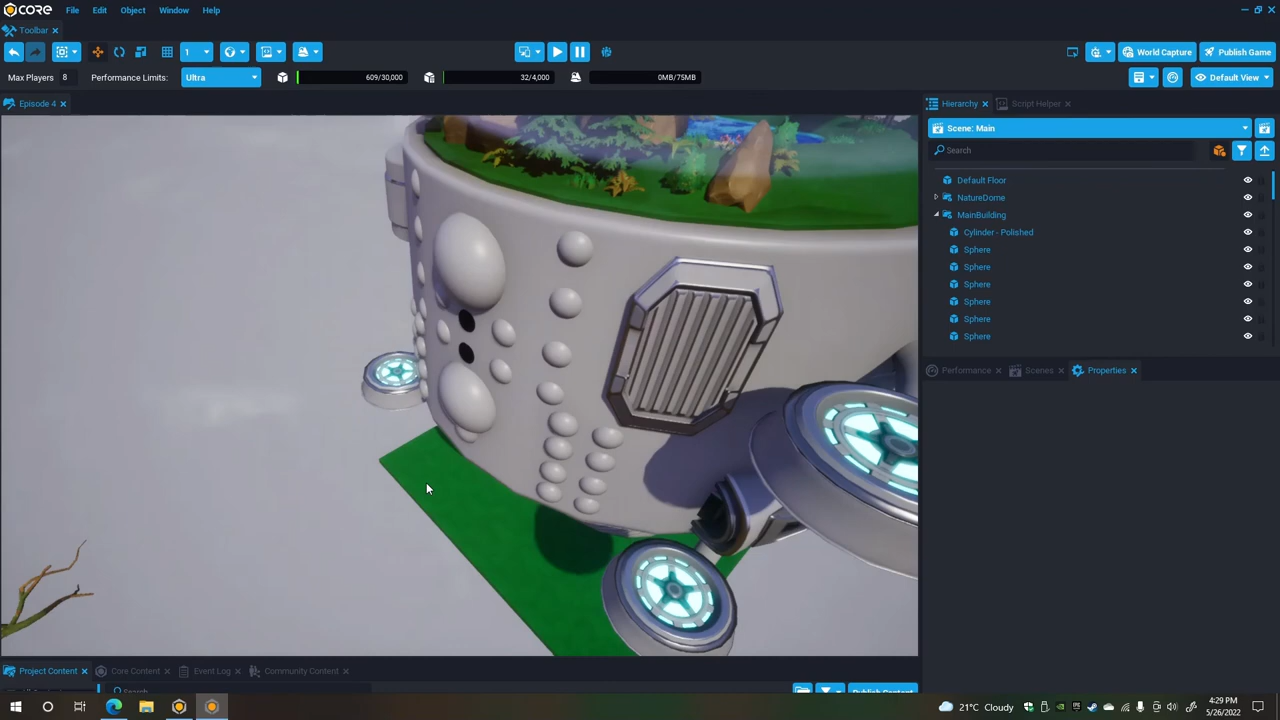 CORE File Edit Object Window Help
Toolbar
1 World Capture Publish Game
Max Players 8 Performance Limits: Ultra 609/30,000 32/4,000 0MB/75MB Default View
Episode 4 Hierarchy Script Helper
Scene: Main
Search
Default Floor
NatureDome
MainBuilding
Cylinder - Polished
Sphere
Sphere
Sphere
Sphere
Sphere
Sphere
Performance Scenes Properties
Project Content Core Content Event Log Community Content
Search Publish Content
21°C Cloudy 4:29 PM
5/26/2022